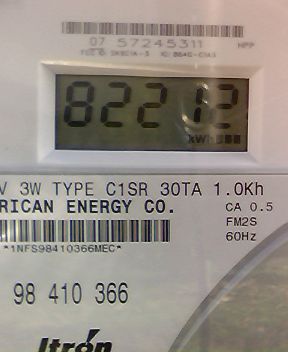 07 57245311
82212
kWh
V 3W TYPE C1SR 30TA 1.0Kh
RICAN ENERGY CO. CA 0.5
FM2S
60Hz
*1NFS98410366MEC*
98 410 366
Itrón